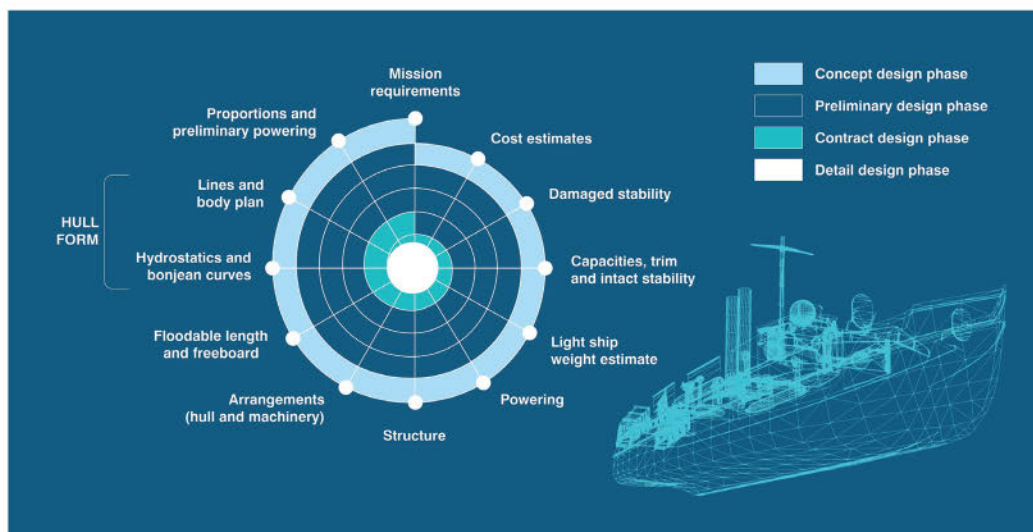 Mission
requirements
Proportions and
preliminary powering
Cost estimates
Lines and
body plan
Damaged stability
HULL
FORM
Hydrostatics and
bonjean curves
Capacities, trim
and intact stability
Floodable length
and freeboard
Light ship
weight estimate
Arrangements
(hull and machinery)
Powering
Structure
Concept design phase
Preliminary design phase
Contract design phase
Detail design phase